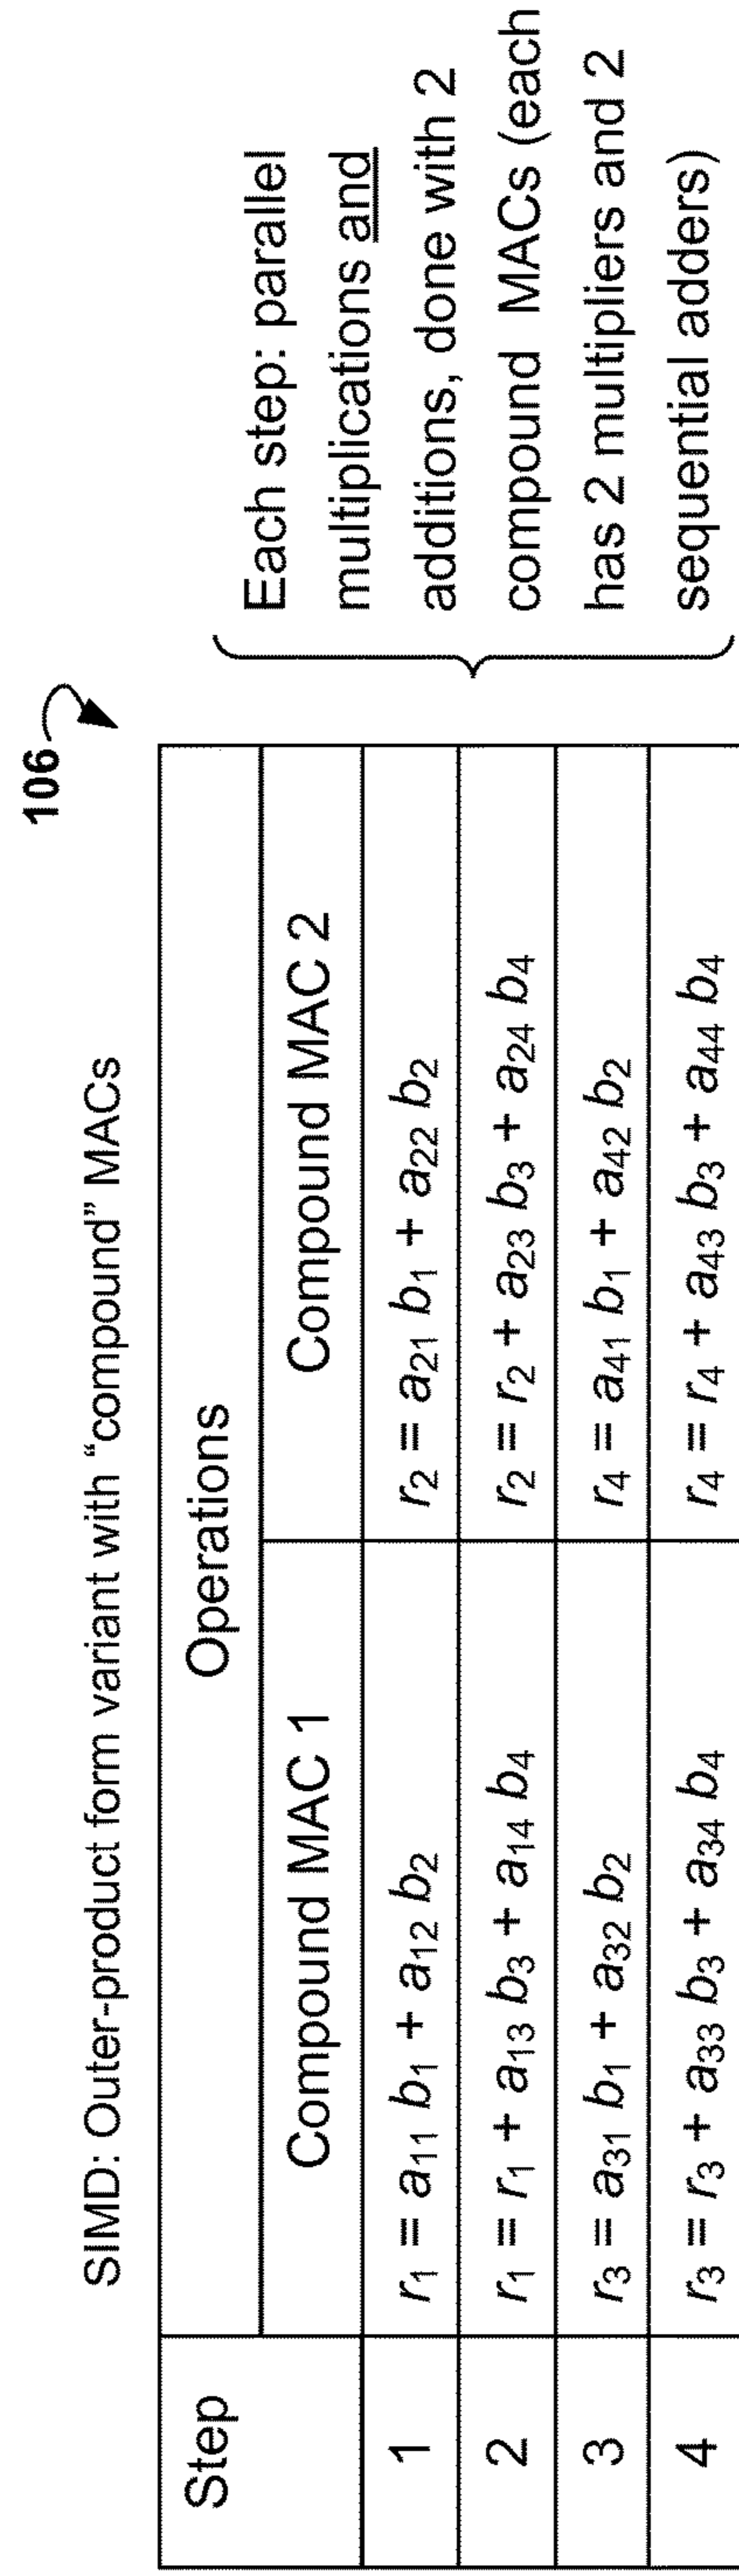 106
SIMD: Outer-product form variant with “compound” MACs
Step Operations
Compound MAC 1 Compound MAC 2
1 r₁ = a₁₁ b₁ + a₁₂ b₂ r₂ = a₂₁ b₁ + a₂₂ b₂
2 r₁ = r₁ + a₁₃ b₃ + a₁₄ b₄ r₂ = r₂ + a₂₃ b₃ + a₂₄ b₄
3 r₃ = a₃₁ b₁ + a₃₂ b₂ r₄ = a₄₁ b₁ + a₄₂ b₂
4 r₃ = r₃ + a₃₃ b₃ + a₃₄ b₄ r₄ = r₄ + a₄₃ b₃ + a₄₄ b₄
Each step: parallel
multiplications and
additions, done with 2
compound MACs (each
has 2 multipliers and 2
sequential adders)